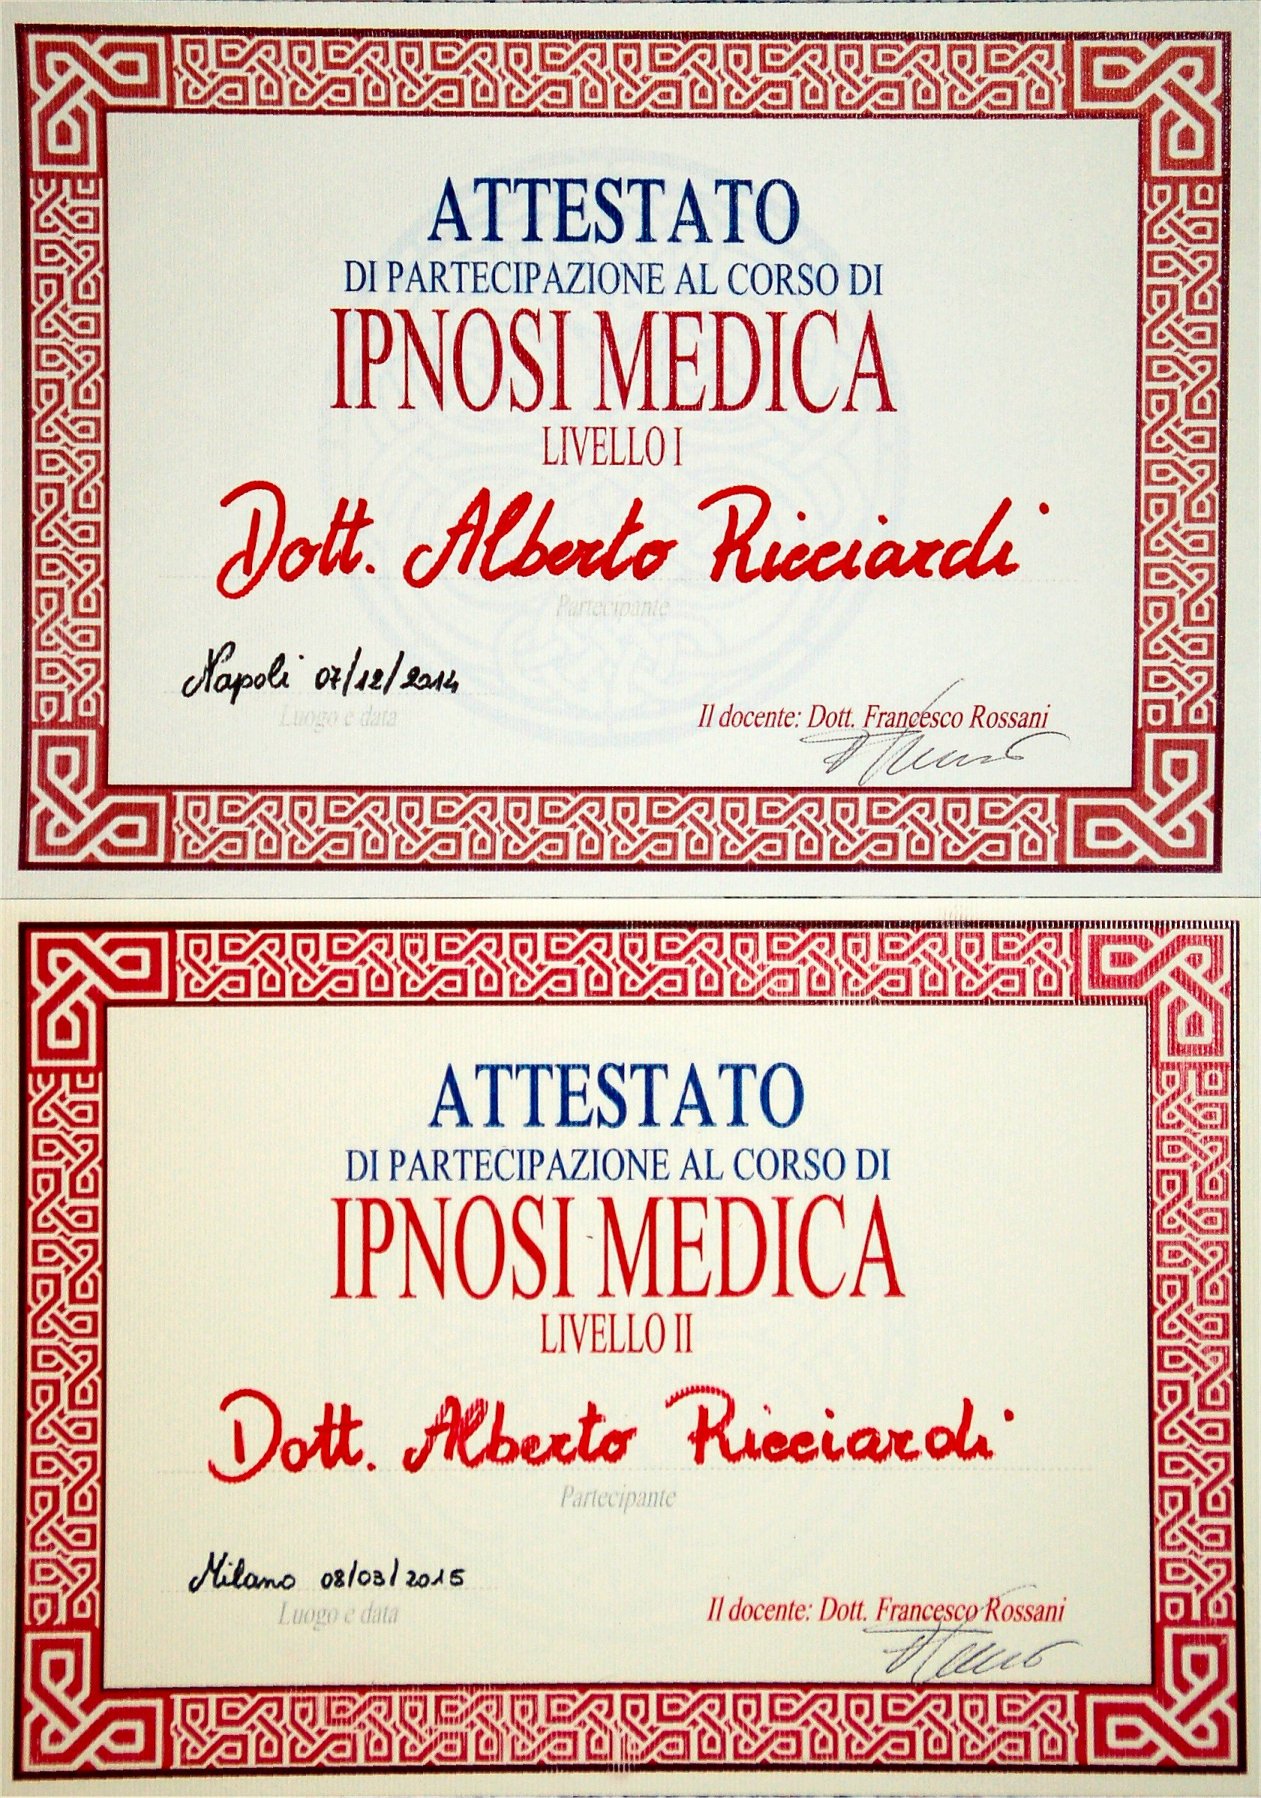 ATTESTATO
DI PARTECIPAZIONE AL CORSO DI
IPNOSI MEDICA
LIVELLO I
Dott. Alberto Ricciardi
Partecipante
Napoli 07/12/2014
Luogo e data
Il docente: Dott. Francesco Rossani
ATTESTATO
DI PARTECIPAZIONE AL CORSO DI
IPNOSI MEDICA
LIVELLO II
Dott. Alberto Ricciardi
Partecipante
Milano 08/03/2015
Luogo e data
Il docente: Dott. Francesco Rossani